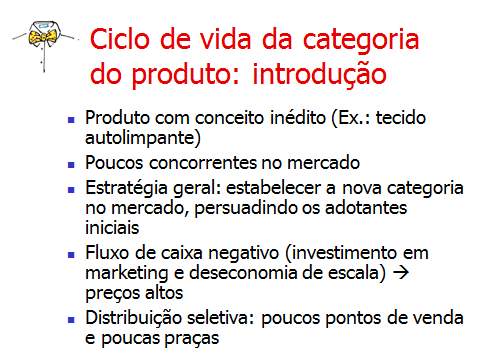 Ciclo de vida da categoria
do produto: introdução
Produto com conceito inédito (Ex.: tecido
autolimpante)
Poucos concorrentes no mercado
Estratégia geral: estabelecer a nova categoria
no mercado, persuadindo os adotantes
iniciais
Fluxo de caixa negativo (investimento em
marketing e deseconomia de escala) →
preços altos
Distribuição seletiva: poucos pontos de venda
e poucas praças